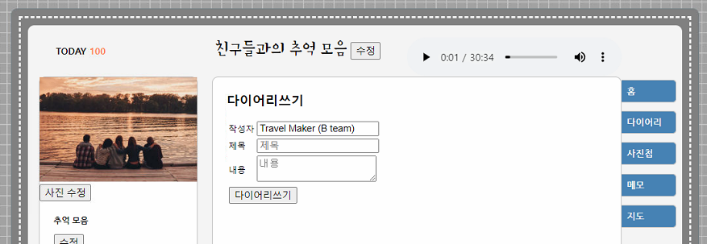 TODAY 100
친구들과의 추억 모음 수정
0:01 / 30:34
사진 수정
추억 모음
수정
다이어리쓰기
작성자 Travel Maker (B team)
제목 제목
내용 내용
다이어리쓰기
홈
다이어리
사진첩
메모
지도